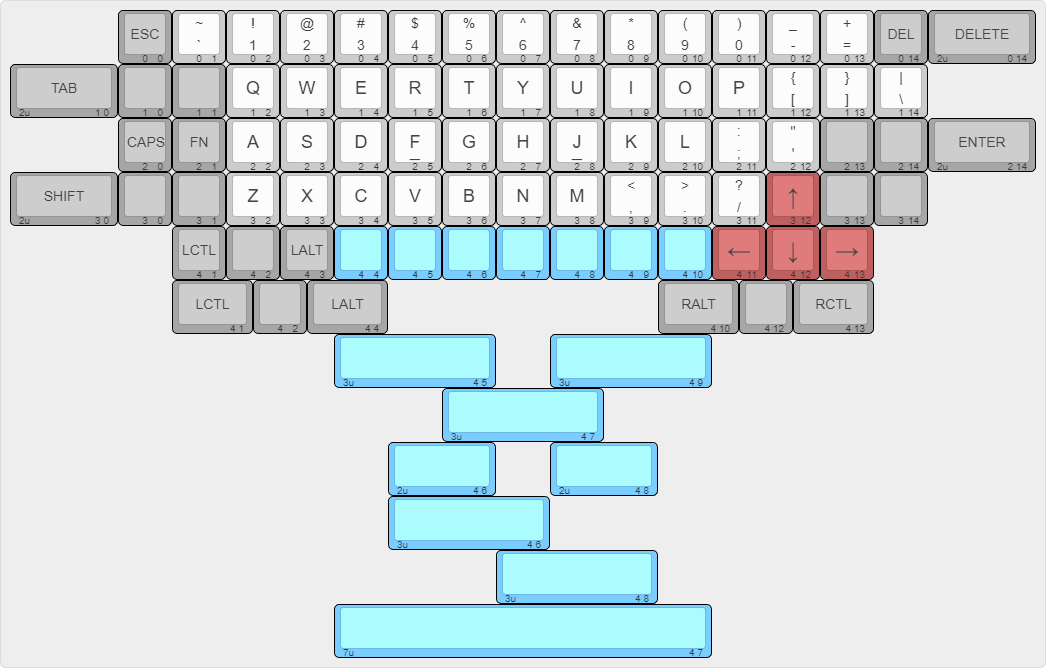 ~ ! @ # $ % ^ & * ( ) _ +
ESC DEL DELETE
` 1 2 3 4 5 6 7 8 9 0 - =
0 0 0 1 0 2 0 3 0 4 0 5 0 6 0 7 0 8 0 9 0 10 0 11 0 12 0 13 0 14 2u 0 14
{ } |
TAB Q W E R T Y U I O P
[ ] \
2u 1 0 1 0 1 1 1 2 1 3 1 4 1 5 1 6 1 7 1 8 1 9 1 10 1 11 1 12 1 13 1 14
: "
CAPS FN A S D F G H J K L ENTER
_ _ ; '
2 0 2 1 2 2 2 3 2 4 2 5 2 6 2 7 2 8 2 9 2 10 2 11 2 12 2 13 2 14 2u 2 14
< > ?
SHIFT Z X C V B N M ↑
, . /
2u 3 0 3 0 3 1 3 2 3 3 3 4 3 5 3 6 3 7 3 8 3 9 3 10 3 11 3 12 3 13 3 14
LCTL LALT ← ↓ →
4 1 4 2 4 3 4 4 4 5 4 6 4 7 4 8 4 9 4 10 4 11 4 12 4 13
LCTL LALT RALT RCTL
4 1 4 2 4 4 4 10 4 12 4 13
3u 4 5 3u 4 9
3u 4 7
2u 4 6 2u 4 8
3u 4 6
3u 4 8
7u 4 7